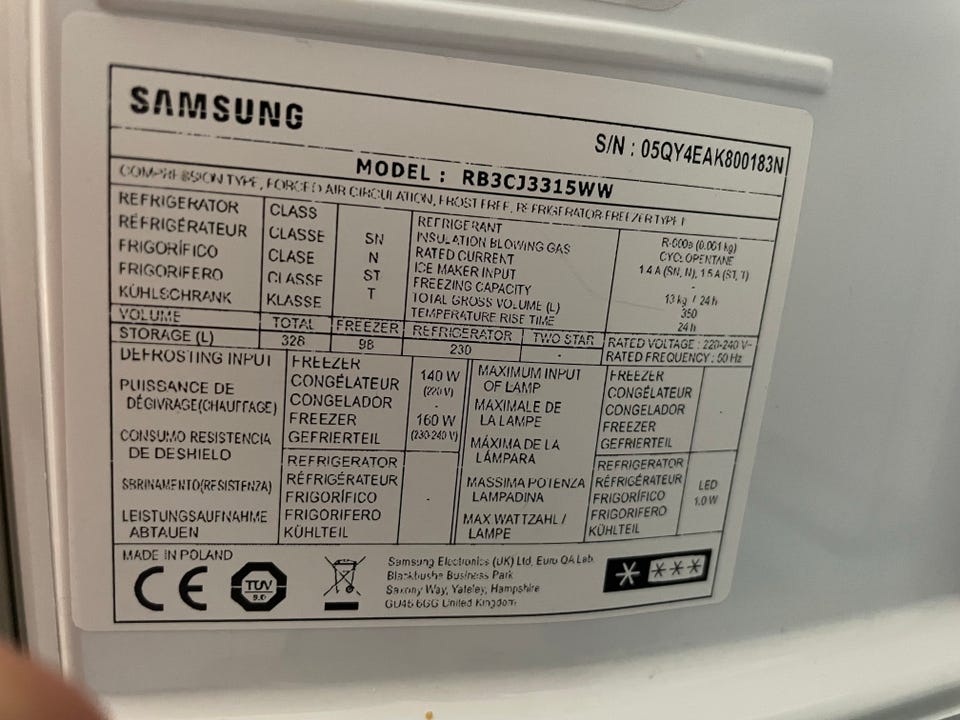 SAMSUNG
S/N : 05QY4EAK800183N
MODEL : RB3CJ3315WW
COMPRESSION TYPE, FORCED AIR CIRCULATION, FROST FREE, REFRIGERATOR-FREEZER TYPE I
REFRIGERATOR
RÉFRIGÉRATEUR
FRIGORÍFICO
FRIGORIFERO
KÜHLSCHRANK
CLASS
CLASSE
CLASE
CLASSE
KLASSE
SN
N
ST
T
REFRIGERANT
INSULATION BLOWING GAS
RATED CURRENT
ICE MAKER INPUT
FREEZING CAPACITY
TOTAL GROSS VOLUME (L)
TEMPERATURE RISE TIME
R-600a (0.061 kg)
CYCLOPENTANE
1.4 A (SN, N), 1.5 A (ST, T)
-
13 kg / 24 h
350
24 h
VOLUME TOTAL FREEZER REFRIGERATOR TWO STAR
STORAGE (L) 328 98 230 -
RATED VOLTAGE : 220-240 V~
RATED FREQUENCY : 50 Hz
DEFROSTING INPUT
PUISSANCE DE
DÉGIVRAGE(CHAUFFAGE)
CONSUMO RESISTENCIA
DE DESHIELO
SBRINAMENTO(RESISTENZA)
LEISTUNGSAUFNAHME
ABTAUEN
FREEZER
CONGÉLATEUR
CONGELADOR
FREEZER
GEFRIERTEIL
140 W
(220 V)
-
160 W
(230-240 V)
REFRIGERATOR
RÉFRIGÉRATEUR
FRIGORÍFICO
FRIGORIFERO
KÜHLTEIL
-
MAXIMUM INPUT
OF LAMP
MAXIMALE DE
LA LAMPE
MÁXIMA DE LA
LÁMPARA
MASSIMA POTENZA
LAMPADINA
MAX WATTZAHL /
LAMPE
FREEZER
CONGÉLATEUR
CONGELADOR
FREEZER
GEFRIERTEIL
-
REFRIGERATOR
RÉFRIGÉRATEUR
FRIGORÍFICO
FRIGORIFERO
KÜHLTEIL
LED
1.0 W
MADE IN POLAND
CE
TÜV
Samsung Electronics (UK) Ltd, Euro QA Lab.
Blackbushe Business Park
Saxony Way, Yateley, Hampshire
GU46 6GG United Kingdom